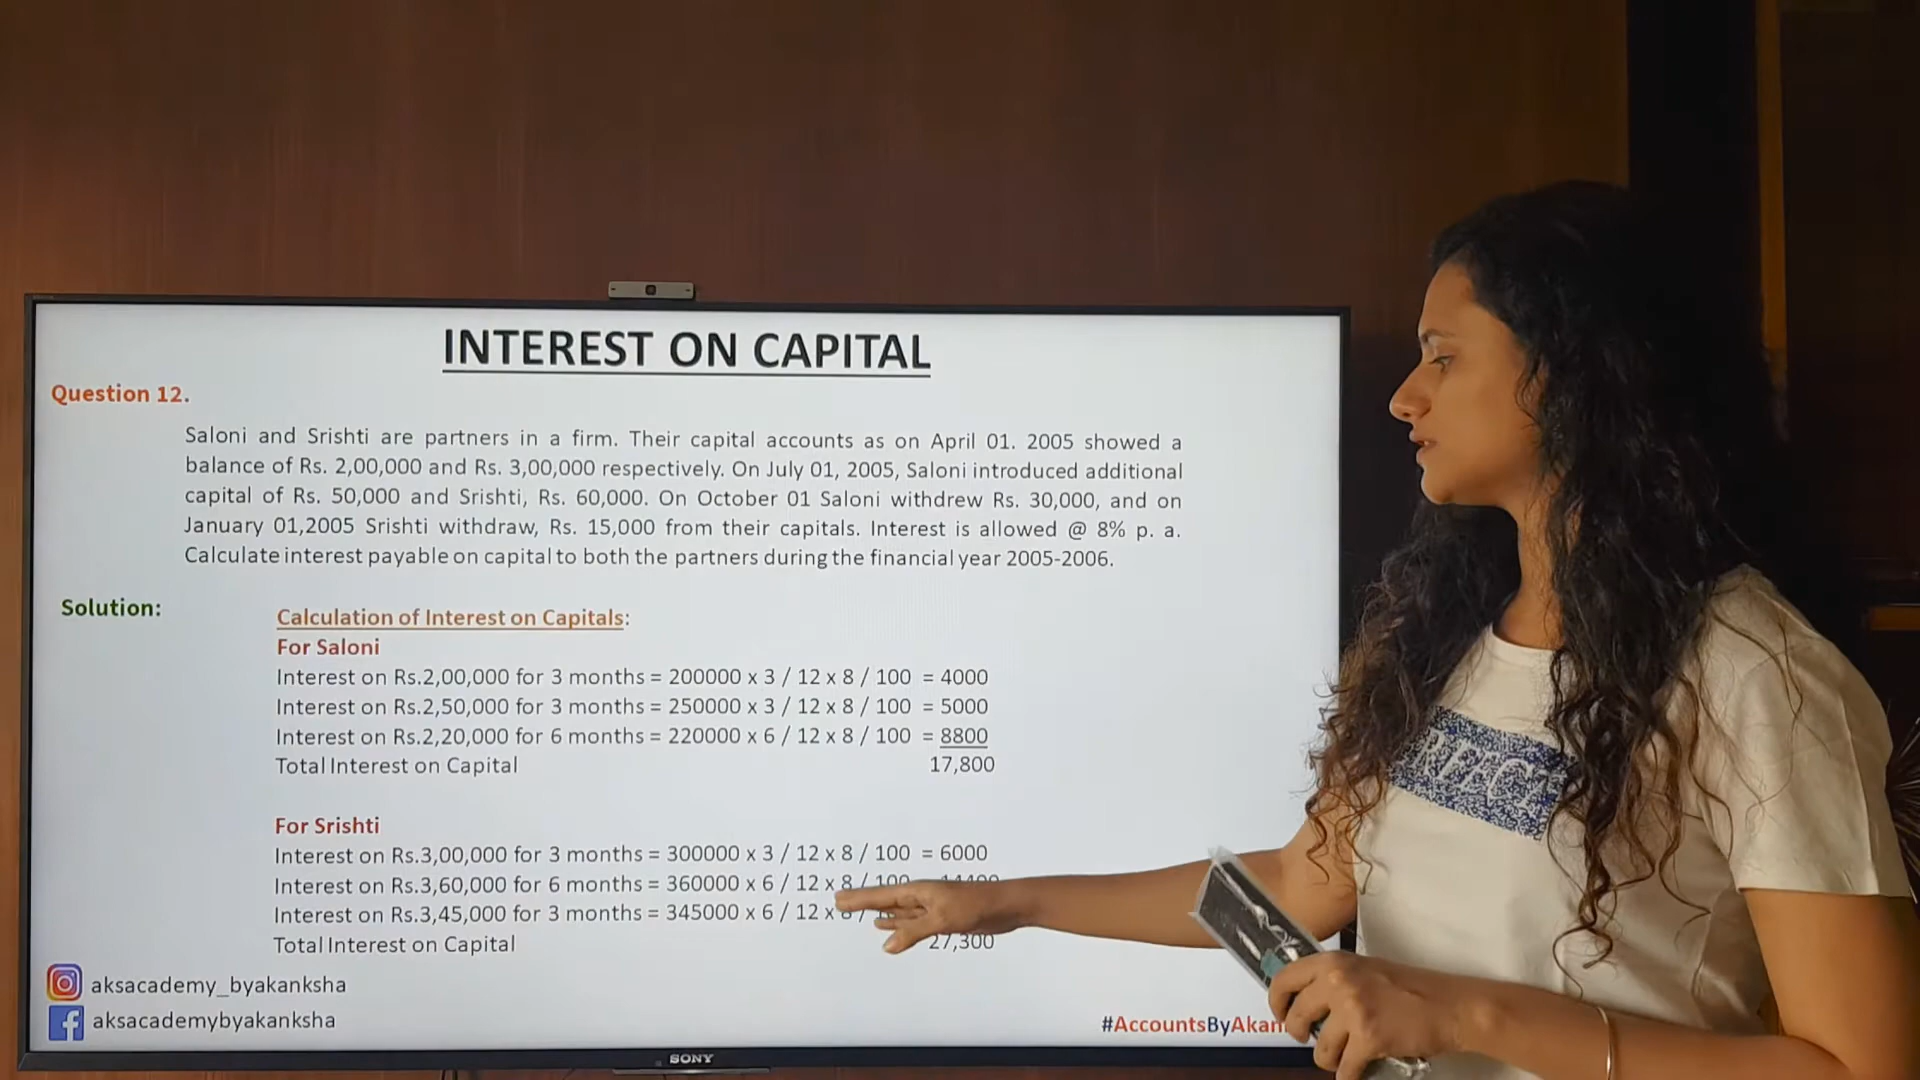 INTEREST ON CAPITAL
Question 12.
Saloni and Srishti are partners in a firm. Their capital accounts as on April 01. 2005 showed a
balance of Rs. 2,00,000 and Rs. 3,00,000 respectively. On July 01, 2005, Saloni introduced additional
capital of Rs. 50,000 and Srishti, Rs. 60,000. On October 01 Saloni withdrew Rs. 30,000, and on
January 01,2005 Srishti withdraw, Rs. 15,000 from their capitals. Interest is allowed @ 8% p. a.
Calculate interest payable on capital to both the partners during the financial year 2005-2006.
Solution:
Calculation of Interest on Capitals:
For Saloni
Interest on Rs.2,00,000 for 3 months = 200000 x 3 / 12 x 8 / 100 = 4000
Interest on Rs.2,50,000 for 3 months = 250000 x 3 / 12 x 8 / 100 = 5000
Interest on Rs.2,20,000 for 6 months = 220000 x 6 / 12 x 8 / 100 = 8800
Total Interest on Capital 17,800
For Srishti
Interest on Rs.3,00,000 for 3 months = 300000 x 3 / 12 x 8 / 100 = 6000
Interest on Rs.3,60,000 for 6 months = 360000 x 6 / 12 x 8 / 100 = 14400
Interest on Rs.3,45,000 for 3 months = 345000 x 6 / 12 x 8 /
Total Interest on Capital 27,300
aksacademy_byakanksha
aksacademybyakanksha
#AccountsByAkan
SONY